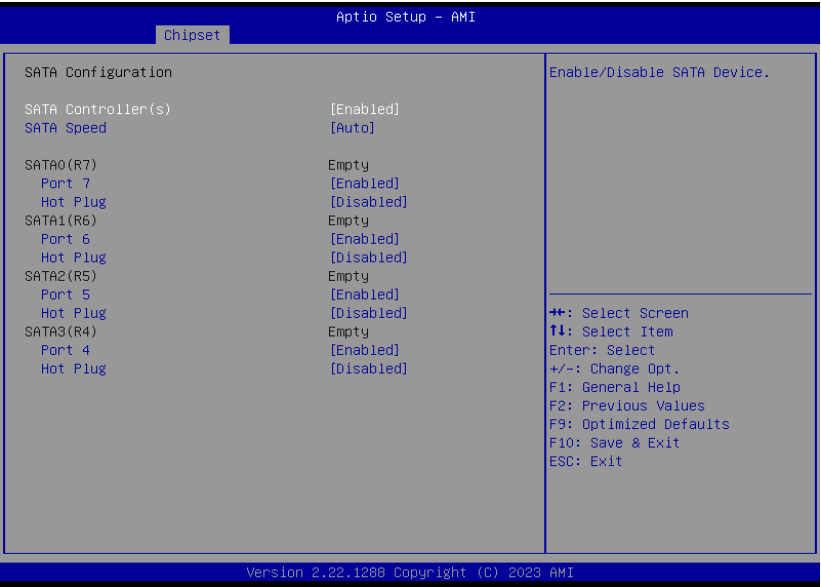 Aptio Setup – AMI
Chipset
SATA Configuration
SATA Controller(s) [Enabled]
SATA Speed [Auto]
SATA0(R7) Empty
Port 7 [Enabled]
Hot Plug [Disabled]
SATA1(R6) Empty
Port 6 [Enabled]
Hot Plug [Disabled]
SATA2(R5) Empty
Port 5 [Enabled]
Hot Plug [Disabled]
SATA3(R4) Empty
Port 4 [Enabled]
Hot Plug [Disabled]
Enable/Disable SATA Device.
→←: Select Screen
↑↓: Select Item
Enter: Select
+/-: Change Opt.
F1: General Help
F2: Previous Values
F9: Optimized Defaults
F10: Save & Exit
ESC: Exit
Version 2.22.1288 Copyright (C) 2023 AMI